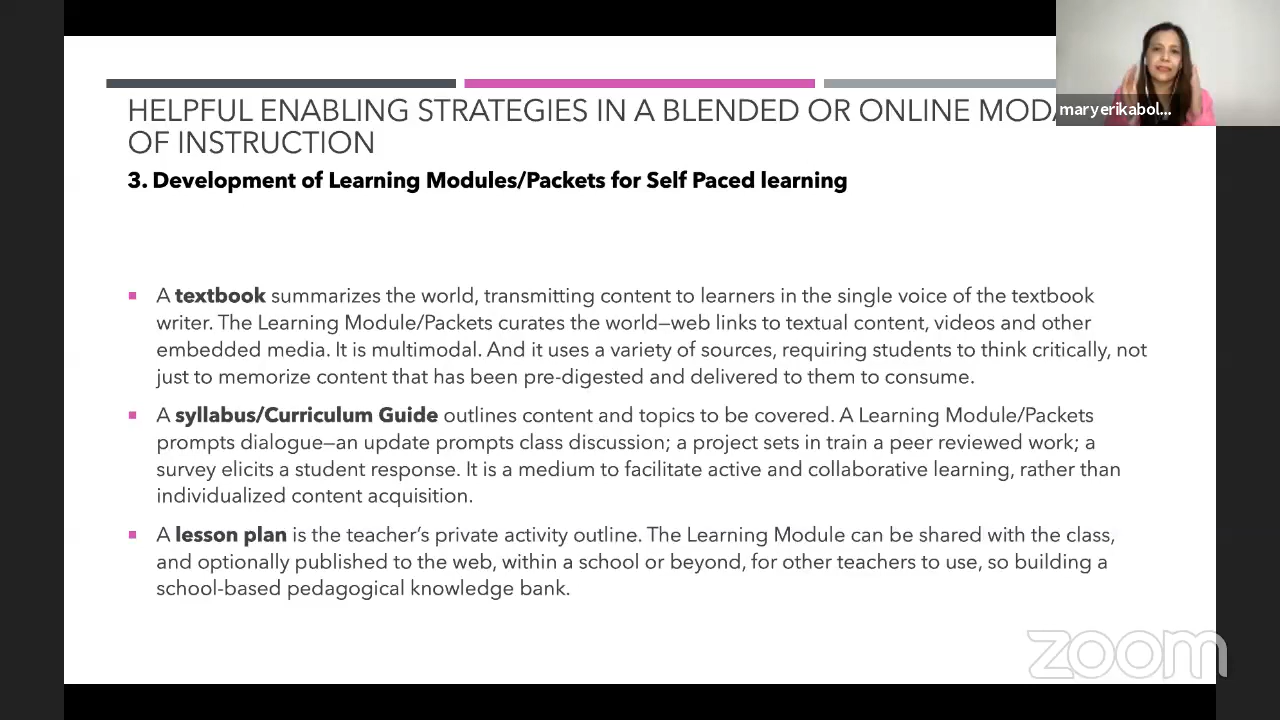 HELPFUL ENABLING STRATEGIES IN A BLENDED OR ONLINE
OF INSTRUCTION
3. Development of Learning Modules/Packets for Self Paced learning
A textbook summarizes the world, transmitting content to learners in the single voice of the textbook
writer. The Learning Module/Packets curates the world—web links to textual content, videos and other
embedded media. It is multimodal. And it uses a variety of sources, requiring students to think critically, not
just to memorize content that has been pre-digested and delivered to them to consume.
A syllabus/Curriculum Guide outlines content and topics to be covered. A Learning Module/Packets
prompts dialogue—an update prompts class discussion; a project sets in train a peer reviewed work; a
survey elicits a student response. It is a medium to facilitate active and collaborative learning, rather than
individualized content acquisition.
A lesson plan is the teacher's private activity outline. The Learning Module can be shared with the class,
and optionally published to the web, within a school or beyond, for other teachers to use, so building a
school-based pedagogical knowledge bank.
maryerikabol...
zoom